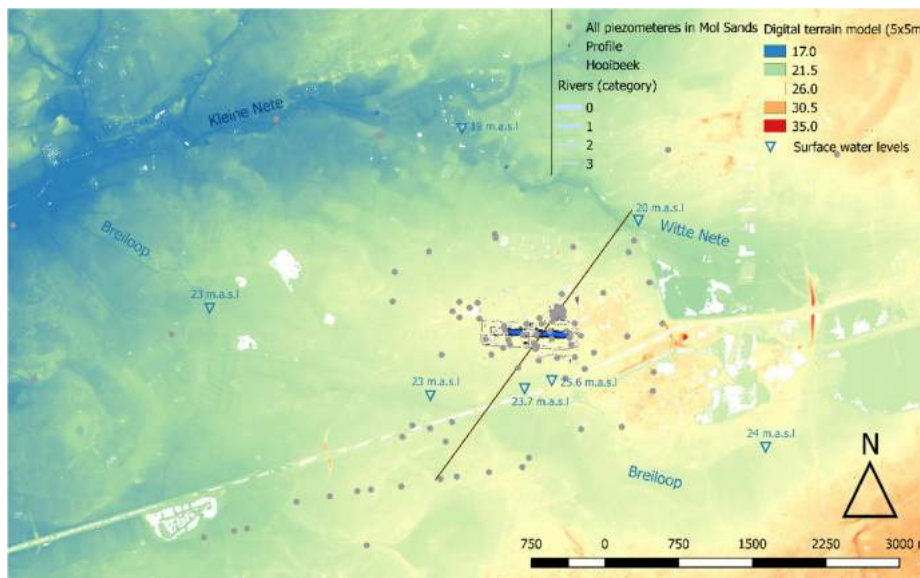 All piezometeres in Mol Sands
Profile
Hooibeek
Rivers (category)
0
1
2
3
Digital terrain model (5x5m
17.0
21.5
26.0
30.5
35.0
Surface water levels
Kleine Nete
19 m.a.s.l
20 m.a.s.l
Witte Nete
Breiloop
23 m.a.s.l
23 m.a.s.l
25.6 m.a.s.l
23.7 m.a.s.l
24 m.a.s.l
Breiloop
N
750 0 750 1500 2250 3000 m